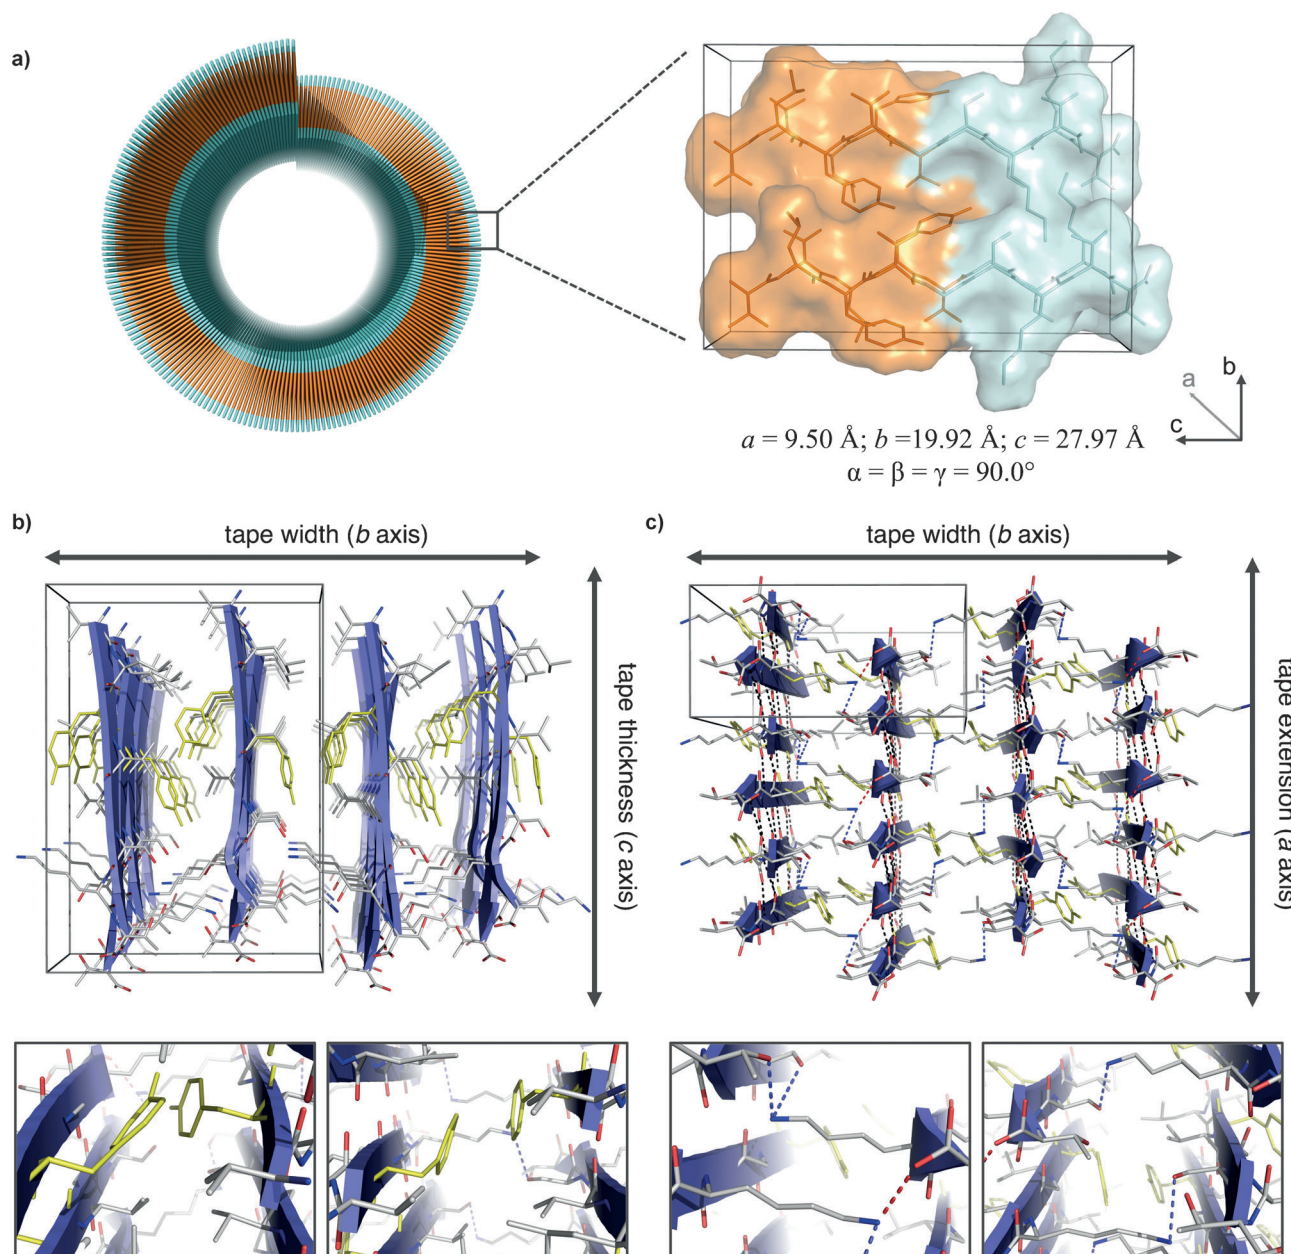 a)
a
b
c
a = 9.50 Å; b =19.92 Å; c = 27.97 Å
α = β = γ = 90.0°
b)
tape width (b axis)
tape thickness (c axis)
c)
tape width (b axis)
tape extension (a axis)